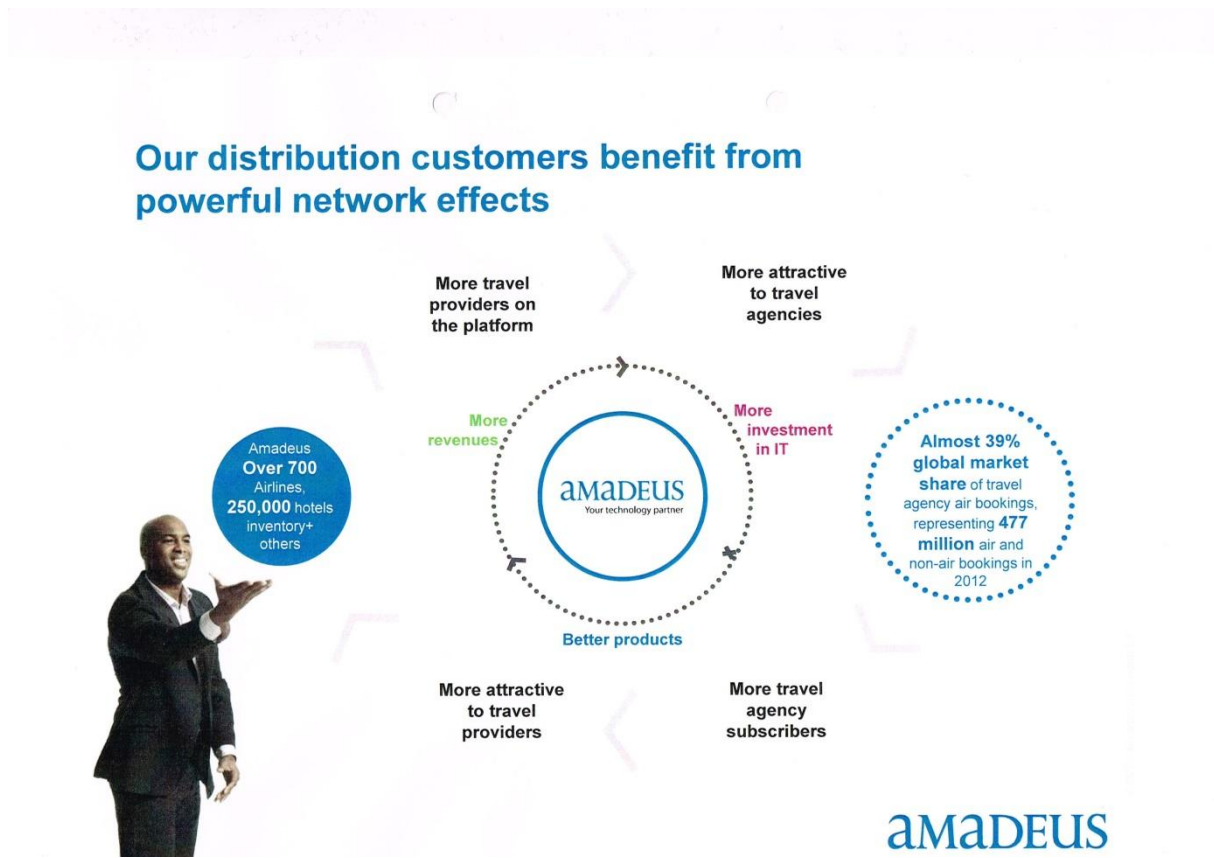 Our distribution customers benefit from
powerful network effects
More travel
providers on
the platform
More attractive
to travel
agencies
More
revenues
More
investment
in IT
Amadeus
Over 700
Airlines,
250,000 hotels
inventory+
others
amadeus
Your technology partner
Almost 39%
global market
share of travel
agency air bookings,
representing 477
million air and
non-air bookings in
2012
Better products
More attractive
to travel
providers
More travel
agency
subscribers
amadeus